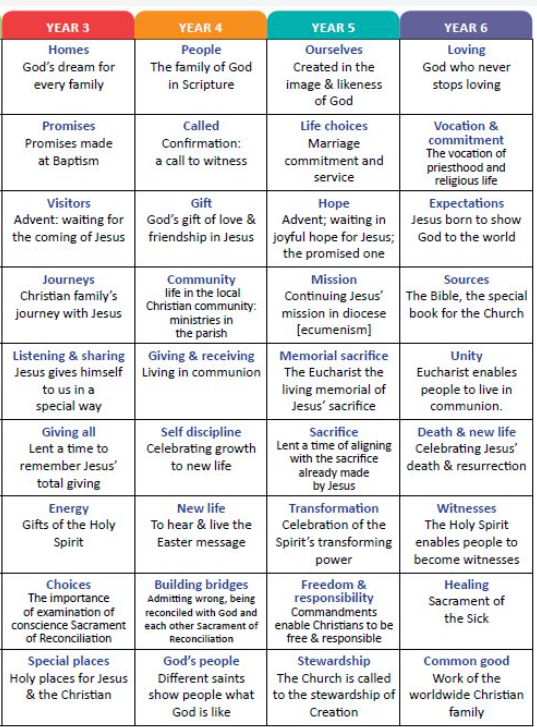 YEAR 3
YEAR 4
YEAR 5
YEAR 6
Homes
God's dream for
every family
People
The family of God
in Scripture
Ourselves
Created in the
image & likeness
of God
Loving
God who never
stops loving
Promises
Promises made
at Baptism
Called
Confirmation:
a call to witness
Life choices
Marriage
commitment and
service
Vocation &
commitment
The vocation of
priesthood and
religious life
Visitors
Advent: waiting for
the coming of Jesus
Gift
God's gift of love &
friendship in Jesus
Hope
Advent; waiting in
joyful hope for Jesus;
the promised one
Expectations
Jesus born to show
God to the world
Journeys
Christian family's
journey with Jesus
Community
life in the local
Christian community:
ministries in
the parish
Mission
Continuing Jesus'
mission in diocese
[ecumenism]
Sources
The Bible, the special
book for the Church
Listening & sharing
Jesus gives himself
to us in a
special way
Giving & receiving
Living in communion
Memorial sacrifice
The Eucharist the
living memorial of
Jesus' sacrifice
Unity
Eucharist enables
people to live in
communion.
Giving all
Lent a time to
remember Jesus'
total giving
Self discipline
Celebrating growth
to new life
Sacrifice
Lent a time of aligning
with the sacrifice
already made
by Jesus
Death & new life
Celebrating Jesus'
death & resurrection
Energy
Gifts of the Holy
Spirit
New life
To hear & live the
Easter message
Transformation
Celebration of the
Spirit's transforming
power
Witnesses
The Holy Spirit
enables people to
become witnesses
Choices
The importance
of examination of
conscience Sacrament
of Reconciliation
Building bridges
Admitting wrong, being
reconciled with God and
each other Sacrament of
Reconciliation
Freedom &
responsibility
Commandments
enable Christians to be
free & responsible
Healing
Sacrament of
the Sick
Special places
Holy places for Jesus
& the Christian
God's people
Different saints
show people what
God is like
Stewardship
The Church is called
to the stewardship of
Creation
Common good
Work of the
worldwide Christian
family